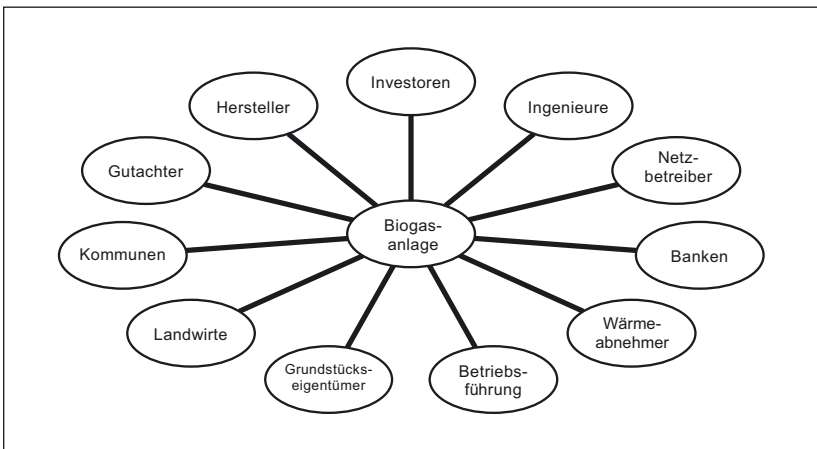 Investoren
Hersteller
Ingenieure
Gutachter
Netz-
betreiber
Biogas-
anlage
Kommunen
Banken
Landwirte
Wärme-
abnehmer
Grundstücks-
eigentümer
Betriebs-
führung